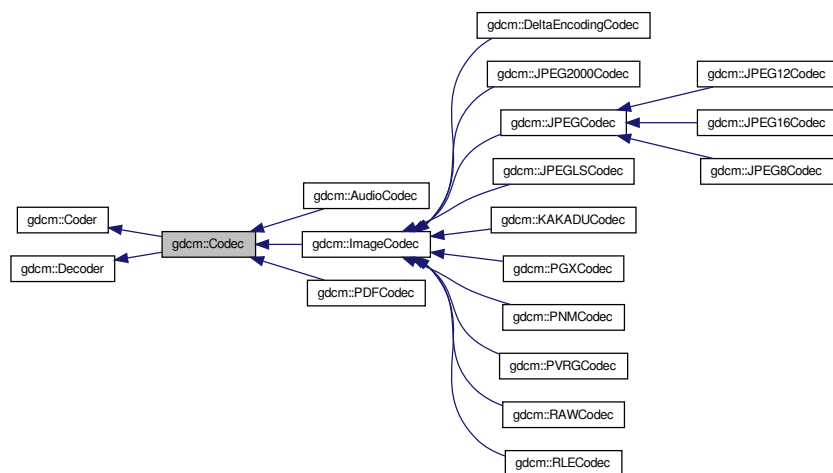 gdcm::Coder
gdcm::Decoder
gdcm::Codec
gdcm::AudioCodec
gdcm::ImageCodec
gdcm::PDFCodec
gdcm::DeltaEncodingCodec
gdcm::JPEG2000Codec
gdcm::JPEGCodec
gdcm::JPEGLSCodec
gdcm::KAKADUCodec
gdcm::PGXCodec
gdcm::PNMCodec
gdcm::PVRGCodec
gdcm::RAWCodec
gdcm::RLECodec
gdcm::JPEG12Codec
gdcm::JPEG16Codec
gdcm::JPEG8Codec